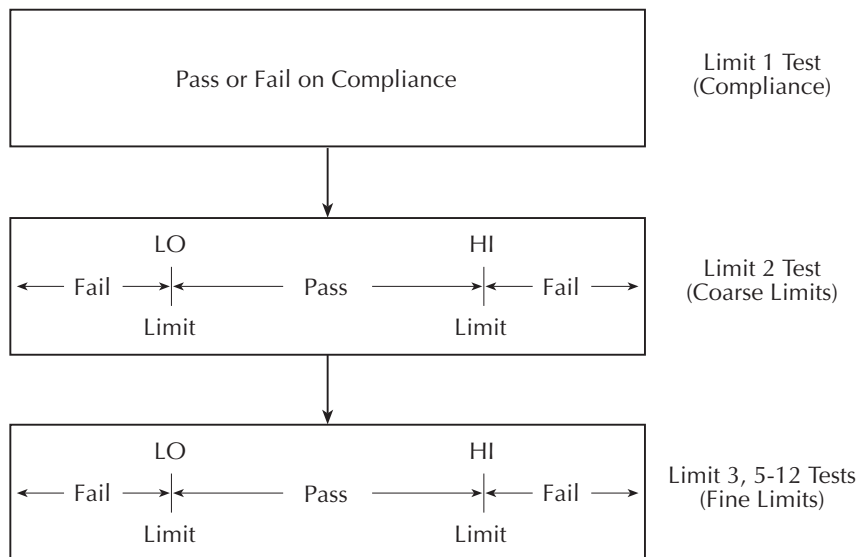 Pass or Fail on Compliance
Limit 1 Test
(Compliance)
LO HI
Fail Pass Fail
Limit Limit
Limit 2 Test
(Coarse Limits)
LO HI
Fail Pass Fail
Limit Limit
Limit 3, 5-12 Tests
(Fine Limits)